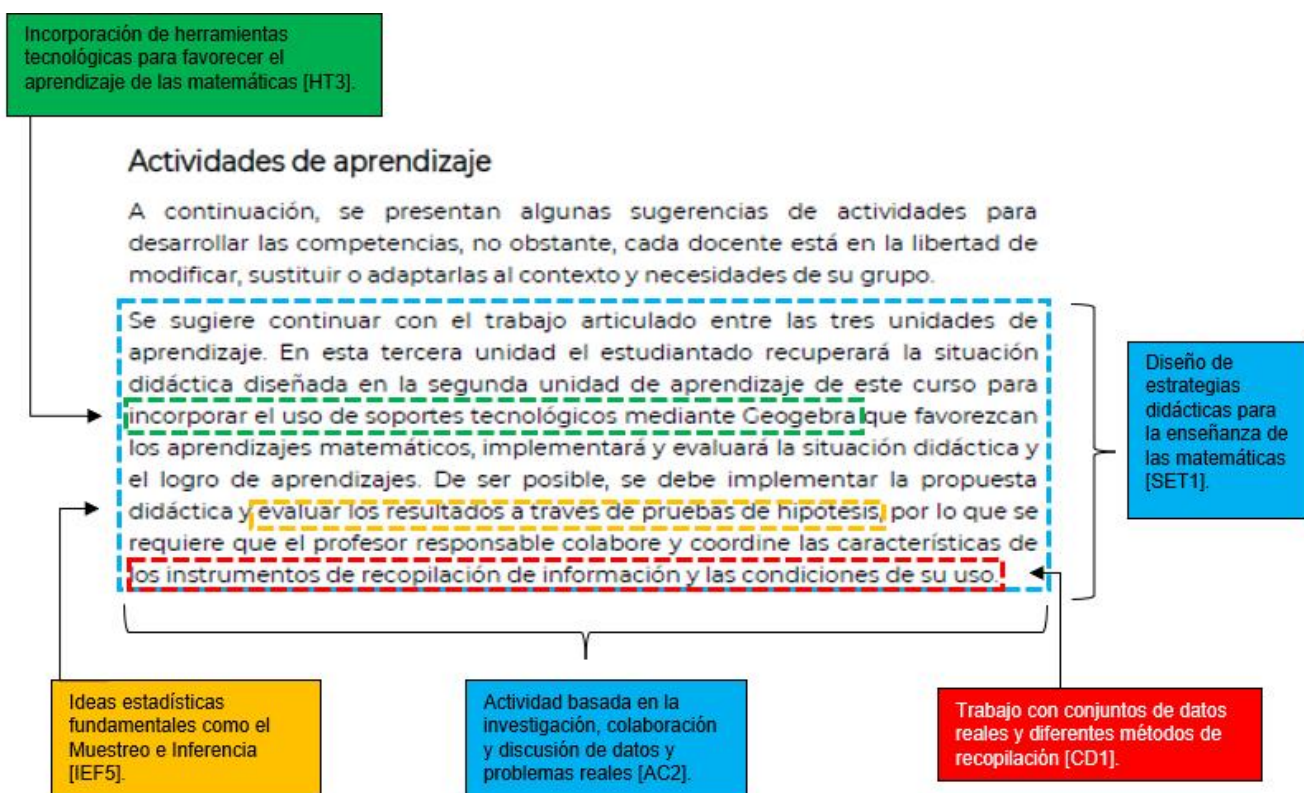 Incorporación de herramientas
tecnológicas para favorecer el
aprendizaje de las matemáticas [HT3].
Actividades de aprendizaje
A continuación, se presentan algunas sugerencias de actividades para
desarrollar las competencias, no obstante, cada docente está en la libertad de
modificar, sustituir o adaptarlas al contexto y necesidades de su grupo.
Se sugiere continuar con el trabajo articulado entre las tres unidades de
aprendizaje. En esta tercera unidad el estudiantado recuperará la situación
didáctica diseñada en la segunda unidad de aprendizaje de este curso para
incorporar el uso de soportes tecnológicos mediante Geogebra que favorezcan
los aprendizajes matemáticos, implementará y evaluará la situación didáctica y
el logro de aprendizajes. De ser posible, se debe implementar la propuesta
didáctica y evaluar los resultados a través de pruebas de hipótesis, por lo que se
requiere que el profesor responsable colabore y coordine las características de
los instrumentos de recopilación de información y las condiciones de su uso.
Diseño de
estrategias
didácticas para
la enseñanza de
las matemáticas
[SET1].
Ideas estadísticas
fundamentales como el
Muestreo e Inferencia
[IEF5].
Actividad basada en la
investigación, colaboración
y discusión de datos y
problemas reales [AC2].
Trabajo con conjuntos de datos
reales y diferentes métodos de
recopilación [CD1].